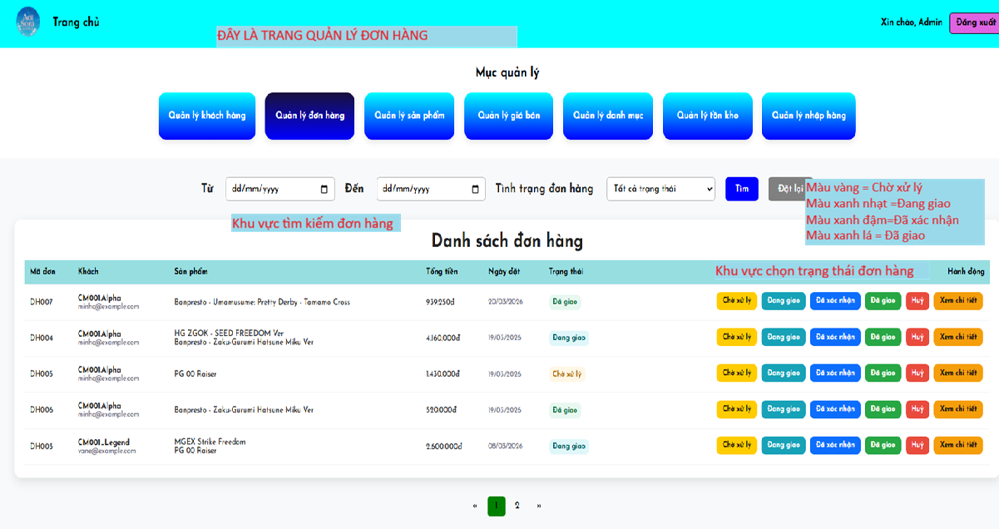 Aoi
Sora
Trang chủ
Xin chào, Admin
Đăng xuất
ĐÂY LÀ TRANG QUẢN LÝ ĐƠN HÀNG
Mục quản lý
Quản lý khách hàng
Quản lý đơn hàng
Quản lý sản phẩm
Quản lý giá bán
Quản lý danh mục
Quản lý tồn kho
Quản lý nhập hàng
Từ dd/mm/yyyy Đến dd/mm/yyyy Tình trạng đơn hàng Tất cả trạng thái Tìm Đặt lại
Màu vàng = Chờ xử lý
Màu xanh nhạt =Đang giao
Màu xanh đậm=Đã xác nhận
Màu xanh lá = Đã giao
Khu vực tìm kiếm đơn hàng
Danh sách đơn hàng
Khu vực chọn trạng thái đơn hàng
Mã đơn Khách Sản phẩm Tổng tiền Ngày đặt Trạng thái Hành động
DH007 CM001.Alpha Banpresto - Umamusume: Pretty Derby - Tamamo Cross 939.250đ 20/03/2026 Đã giao Chờ xử lý Đang giao Đã xác nhận Đã giao Huỷ Xem chi tiết
minhc@example.com
DH004 CM001.Alpha HG ZGOK - SEED FREEDOM Ver 4.160.000đ 19/03/2026 Đang giao Chờ xử lý Đang giao Đã xác nhận Đã giao Huỷ Xem chi tiết
minhc@example.com Banpresto - Zaku-Gurumi Hatsune Miku Ver
DH005 CM001.Alpha PG 00 Raiser 1.430.000đ 19/03/2026 Chờ xử lý Chờ xử lý Đang giao Đã xác nhận Đã giao Huỷ Xem chi tiết
minhc@example.com
DH006 CM001.Alpha Banpresto - Zaku-Gurumi Hatsune Miku Ver 520.000đ 19/03/2026 Đã giao Chờ xử lý Đang giao Đã xác nhận Đã giao Huỷ Xem chi tiết
minhc@example.com
DH003 CM001_Legend MGEX Strike Freedom 2.600.000đ 08/03/2026 Đang giao Chờ xử lý Đang giao Đã xác nhận Đã giao Huỷ Xem chi tiết
vane@example.com PG 00 Raiser
« 1 2 »